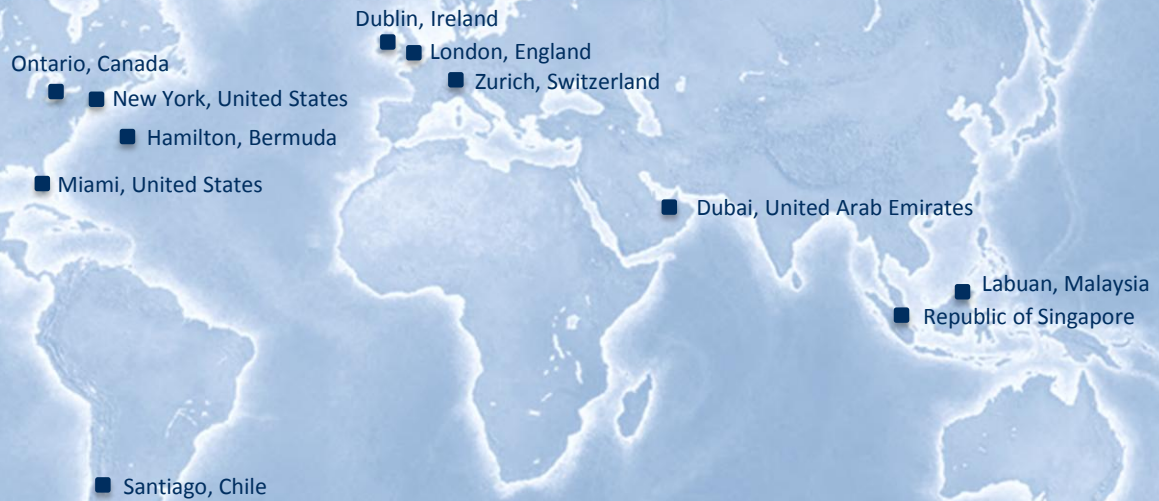 Dublin, Ireland
London, England
Ontario, Canada
Zurich, Switzerland
New York, United States
Hamilton, Bermuda
Miami, United States
Dubai, United Arab Emirates
Labuan, Malaysia
Republic of Singapore
Santiago, Chile